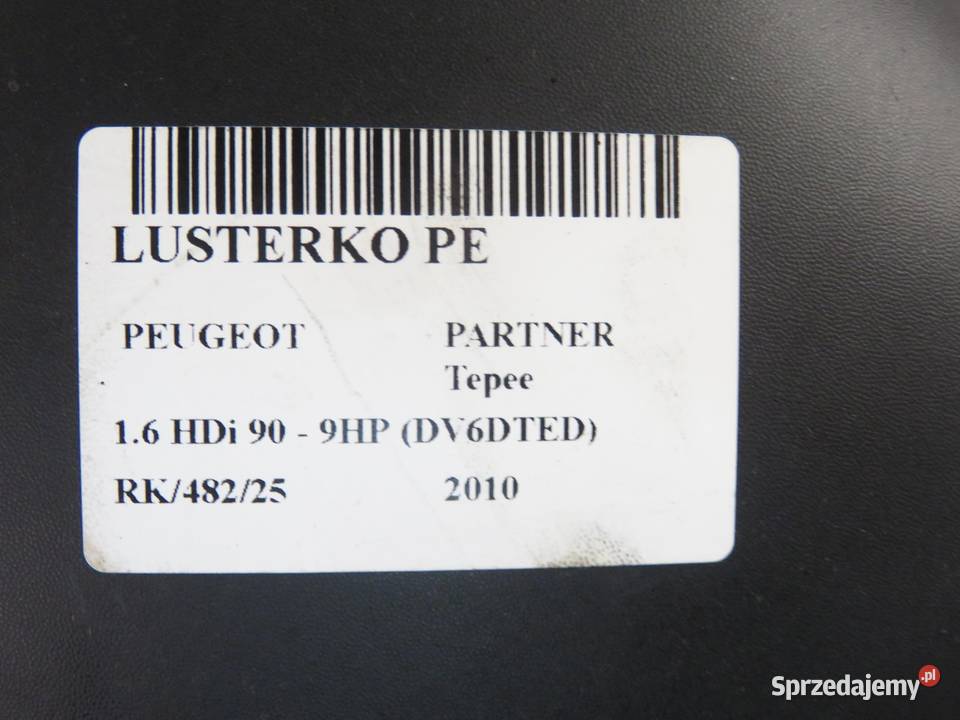 LUSTERKO PE
PEUGEOT PARTNER
Tepee
1.6 HDi 90 - 9HP (DV6DTED)
RK/482/25 2010
Sprzedajemy.pl